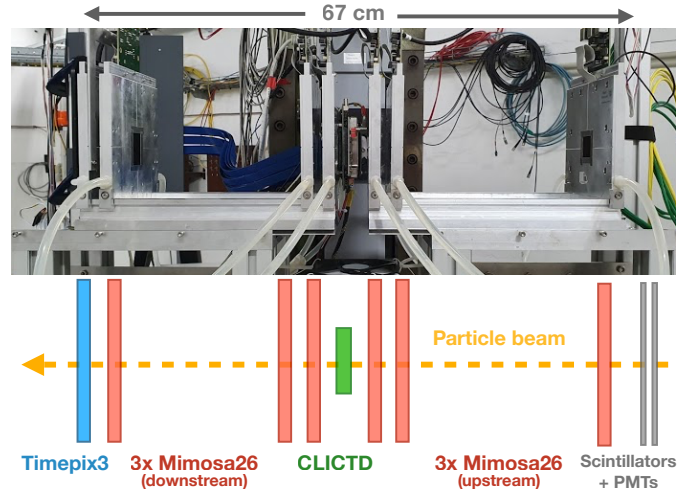 67 cm
Particle beam
Timepix3
3x Mimosa26
(downstream)
CLICTD
3x Mimosa26
(upstream)
Scintillators
+ PMTs